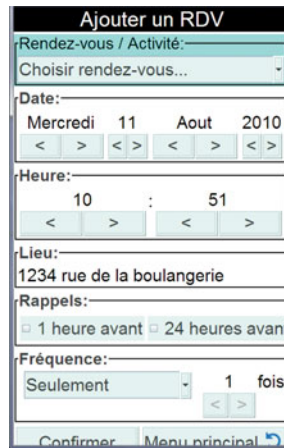 Ajouter un RDV
Rendez-vous / Activité:
Choisir rendez-vous...
Date:
Mercredi 11 Aout 2010
< > < > < > < >
Heure:
10 : 51
< > < >
Lieu:
1234 rue de la boulangerie
Rappels:
1 heure avant 24 heures avan
Fréquence:
Seulement 1 fois
< >
Confirmer Menu principal